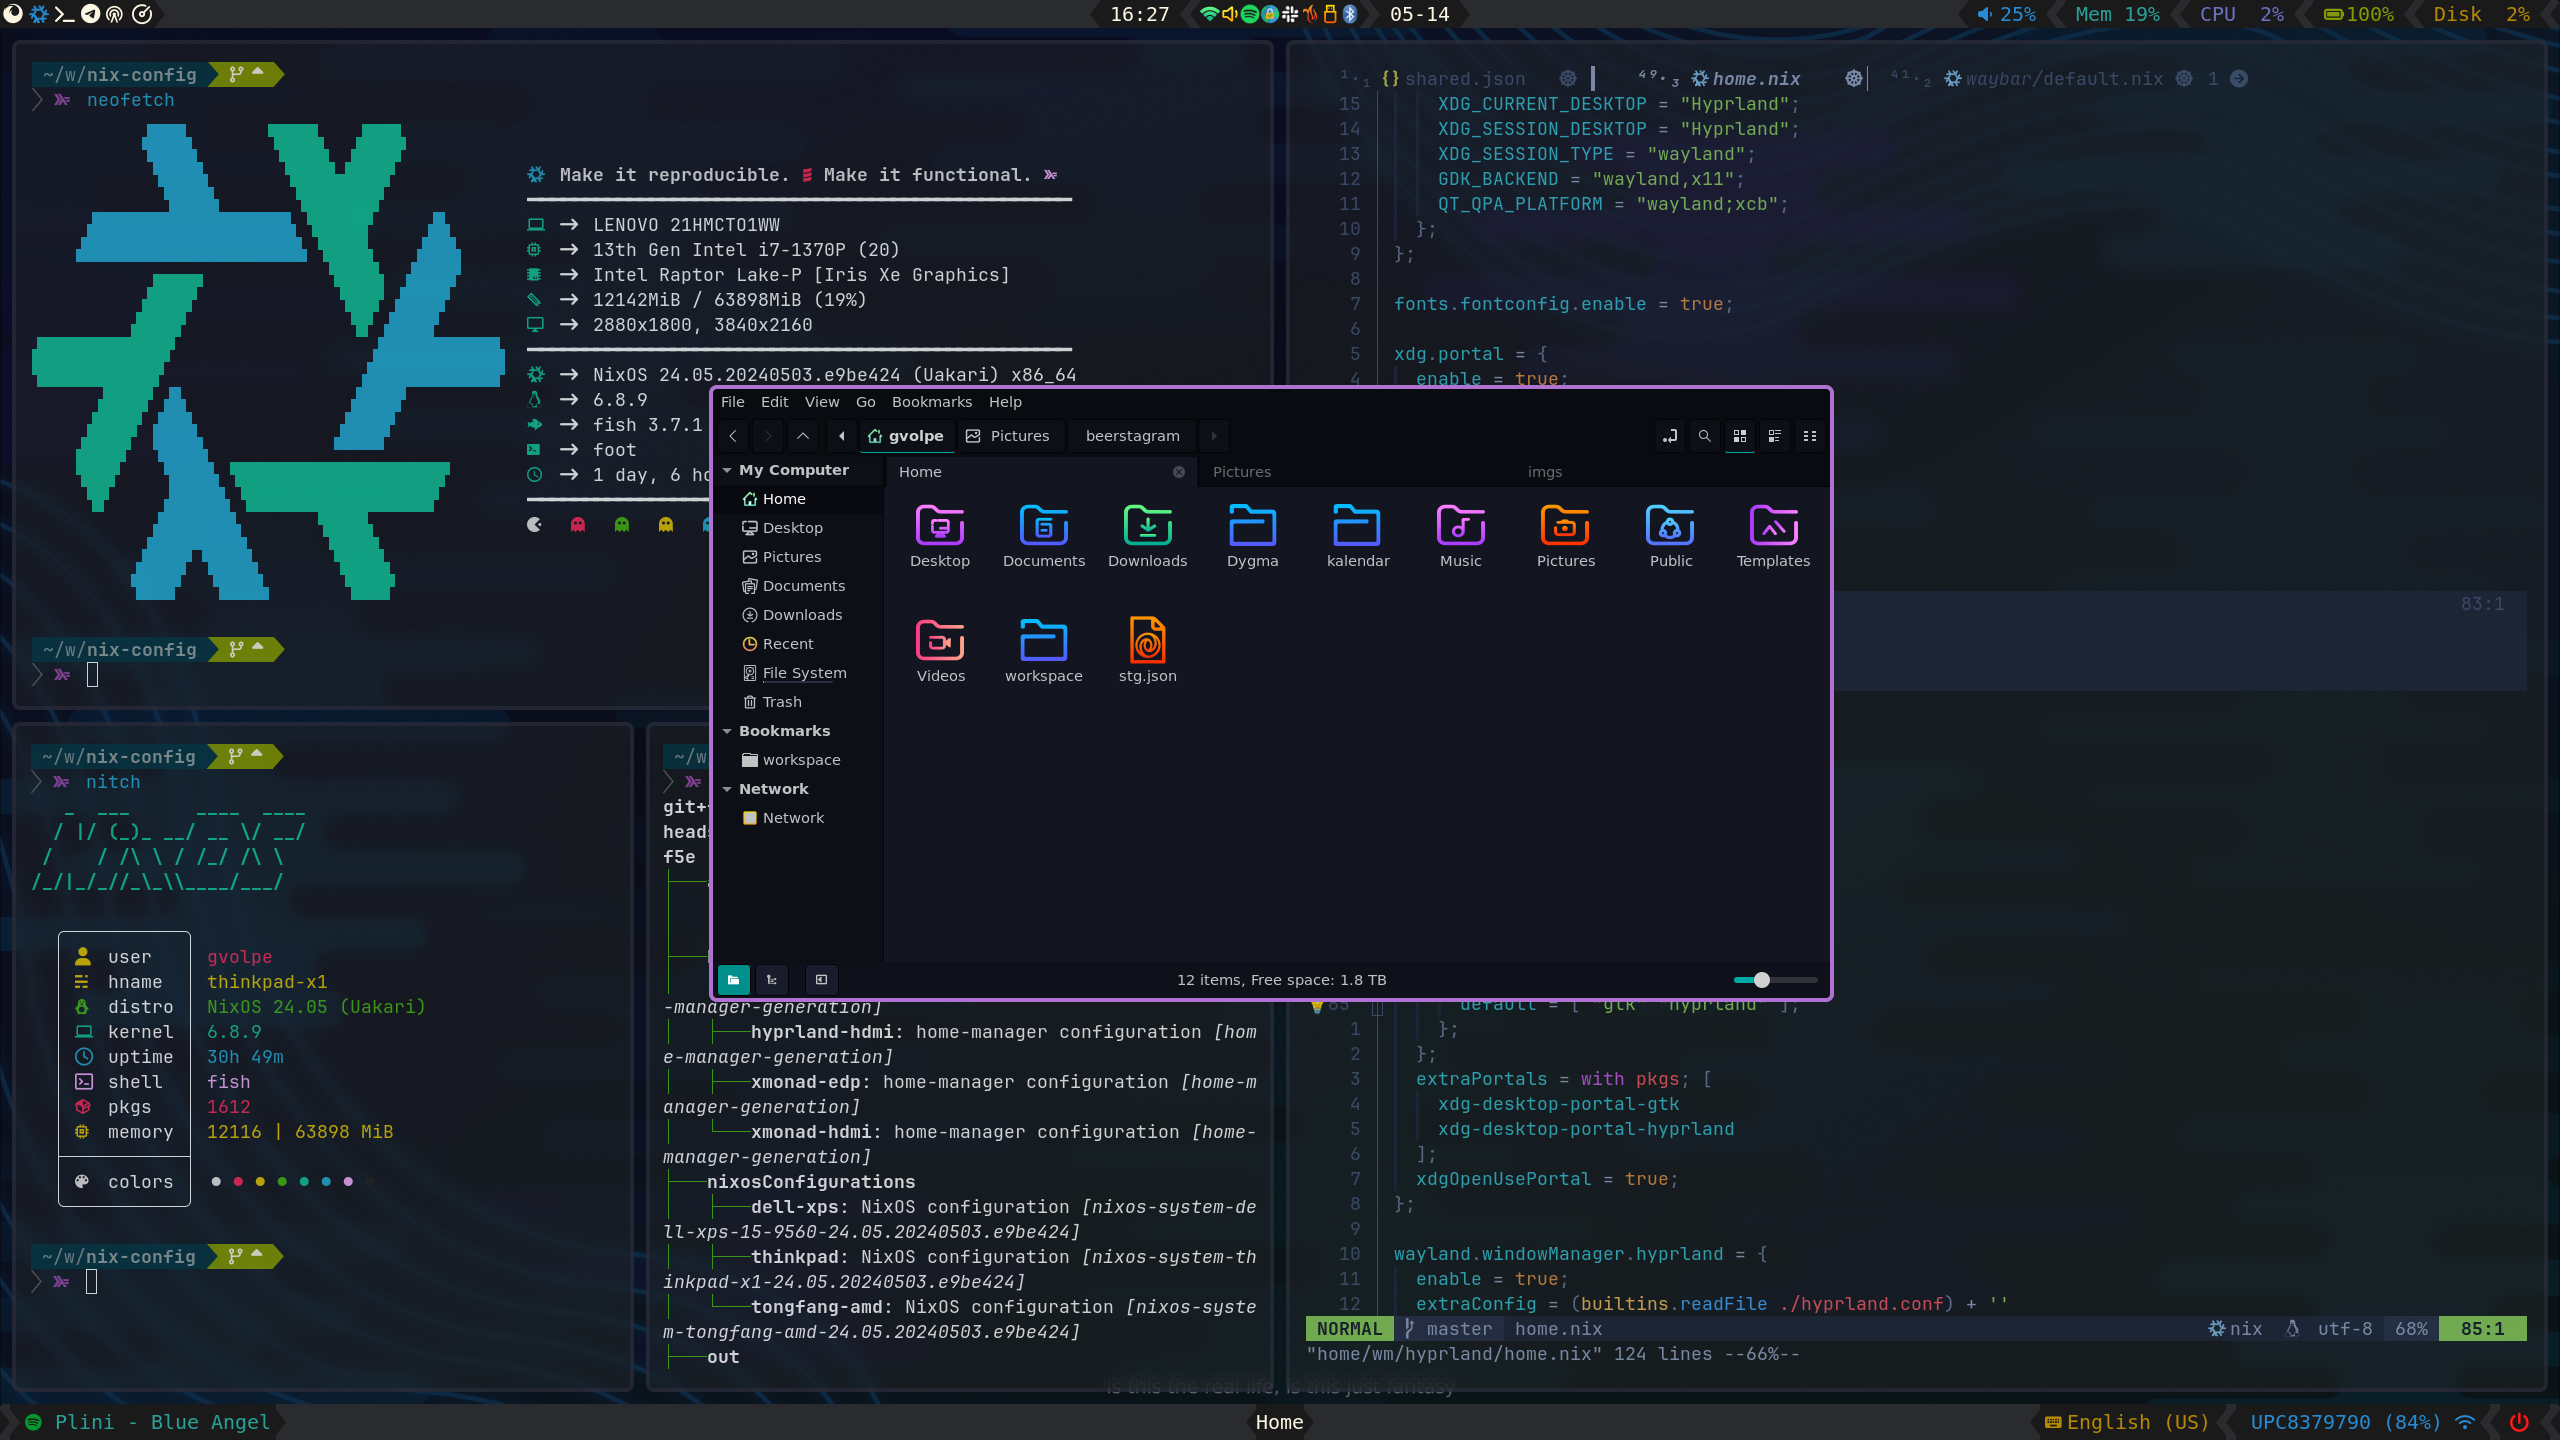 16:27
05-14
25%
Mem 19%
CPU 2%
100%
Disk 2%
~/w/nix-config
neofetch
Make it reproducible. Make it functional.
LENOVO 21HMCTO1WW
13th Gen Intel i7-1370P (20)
Intel Raptor Lake-P [Iris Xe Graphics]
12142MiB / 63898MiB (19%)
2880x1800, 3840x2160
NixOS 24.05.20240503.e9be424 (Uakari) x86_64
6.8.9
fish 3.7.1
foot
1 day, 6 ho
~/w/nix-config
shared.json
home.nix
waybar/default.nix 1
15 XDG_CURRENT_DESKTOP = "Hyprland";
14 XDG_SESSION_DESKTOP = "Hyprland";
13 XDG_SESSION_TYPE = "wayland";
12 GDK_BACKEND = "wayland,x11";
11 QT_QPA_PLATFORM = "wayland;xcb";
10 };
9 };
8
7 fonts.fontconfig.enable = true;
6
5 xdg.portal = {
4 enable = true;
83:1
File Edit View Go Bookmarks Help
gvolpe
Pictures
beerstagram
My Computer
Home
Desktop
Pictures
Documents
Downloads
Recent
File System
Trash
Bookmarks
workspace
Network
Network
Home
Pictures
imgs
Desktop
Documents
Downloads
Dygma
kalendar
Music
Pictures
Public
Templates
Videos
workspace
stg.json
12 items, Free space: 1.8 TB
~/w/nix-config
nitch
user gvolpe
hname thinkpad-x1
distro NixOS 24.05 (Uakari)
kernel 6.8.9
uptime 30h 49m
shell fish
pkgs 1612
memory 12116 | 63898 MiB
colors
~/w/nix-config
~/w
git+
heads
f5e
-manager-generation]
hyprland-hdmi: home-manager configuration [hom
e-manager-generation]
xmonad-edp: home-manager configuration [home-m
anager-generation]
xmonad-hdmi: home-manager configuration [home-
manager-generation]
nixosConfigurations
dell-xps: NixOS configuration [nixos-system-de
ll-xps-15-9560-24.05.20240503.e9be424]
thinkpad: NixOS configuration [nixos-system-th
inkpad-x1-24.05.20240503.e9be424]
tongfang-amd: NixOS configuration [nixos-syste
m-tongfang-amd-24.05.20240503.e9be424]
out
85 default = [ "gtk" "hyprland" ];
1 };
2 };
3 extraPortals = with pkgs; [
4 xdg-desktop-portal-gtk
5 xdg-desktop-portal-hyprland
6 ];
7 xdgOpenUsePortal = true;
8 };
9
10 wayland.windowManager.hyprland = {
11 enable = true;
12 extraConfig = (builtins.readFile ./hyprland.conf) + ''
NORMAL master home.nix
nix utf-8 68% 85:1
"home/wm/hyprland/home.nix" 124 lines --66%--
is this the real life, is this just fantasy
Plini - Blue Angel
Home
English (US)
UPC8379790 (84%)